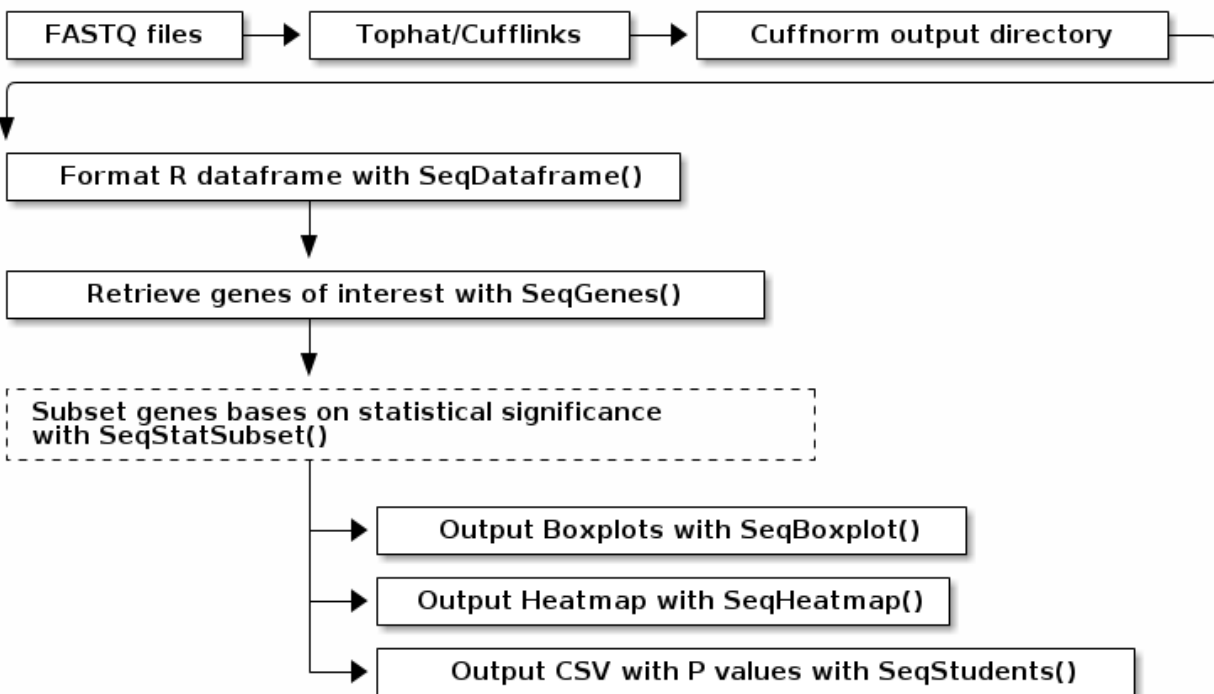 FASTQ files
Tophat/Cufflinks
Cuffnorm output directory
Format R dataframe with SeqDataframe()
Retrieve genes of interest with SeqGenes()
Subset genes bases on statistical significance
with SeqStatSubset()
Output Boxplots with SeqBoxplot()
Output Heatmap with SeqHeatmap()
Output CSV with P values with SeqStudents()